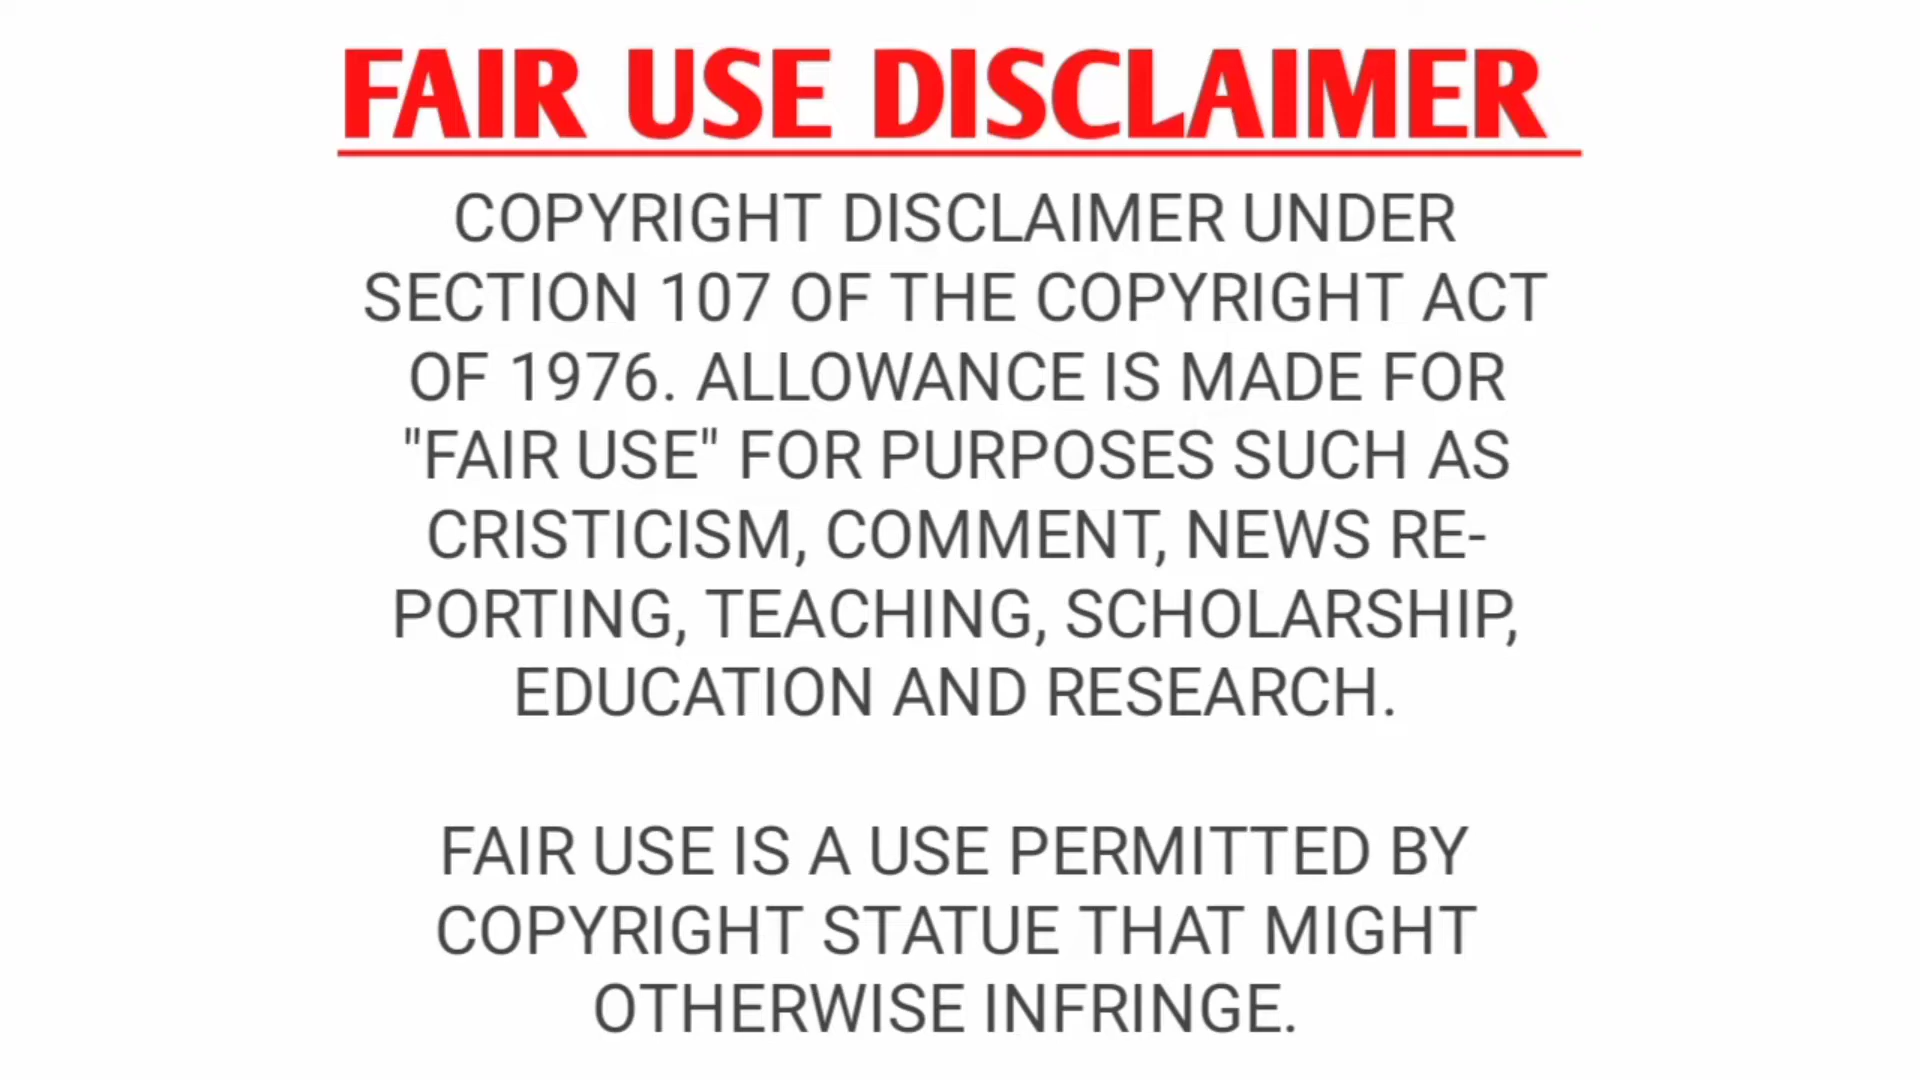 FAIR USE DISCLAIMER
COPYRIGHT DISCLAIMER UNDER
SECTION 107 OF THE COPYRIGHT ACT
OF 1976. ALLOWANCE IS MADE FOR
"FAIR USE" FOR PURPOSES SUCH AS
CRISTICISM, COMMENT, NEWS RE-
PORTING, TEACHING, SCHOLARSHIP,
EDUCATION AND RESEARCH.
FAIR USE IS A USE PERMITTED BY
COPYRIGHT STATUE THAT MIGHT
OTHERWISE INFRINGE.